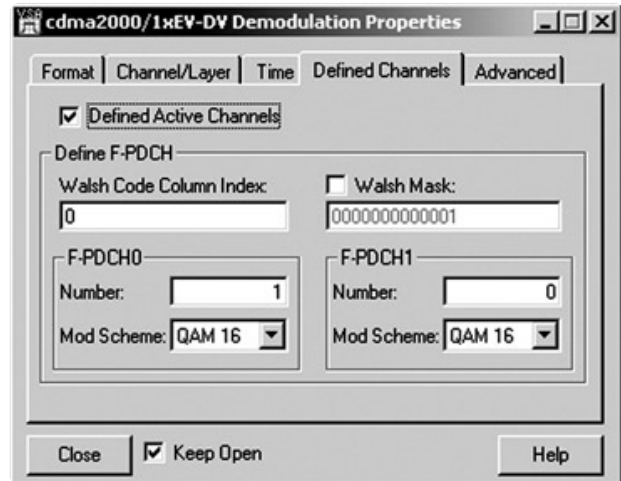 VSA cdma2000/1xEV-DV Demodulation Properties
Format Channel/Layer Time Defined Channels Advanced
Defined Active Channels
Define F-PDCH
Walsh Code Column Index: Walsh Mask:
0 0000000000001
F-PDCH0 F-PDCH1
Number: 1 Number: 0
Mod Scheme: QAM 16 Mod Scheme: QAM 16
Close Keep Open Help